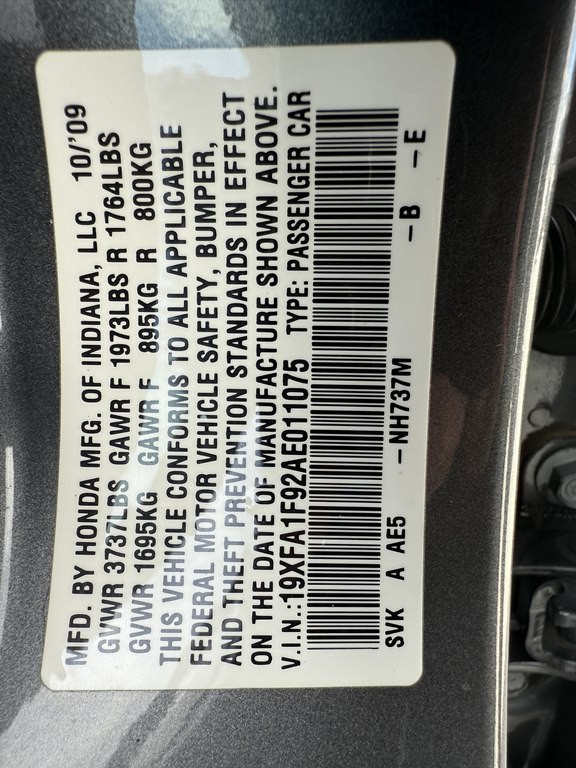 MFD. BY HONDA MFG. OF INDIANA, LLC 10/'09
GVWR 3737LBS GAWR F 1973LBS R 1764LBS
GVWR 1695KG GAWR F 895KG R 800KG
THIS VEHICLE CONFORMS TO ALL APPLICABLE
FEDERAL MOTOR VEHICLE SAFETY, BUMPER,
AND THEFT PREVENTION STANDARDS IN EFFECT
ON THE DATE OF MANUFACTURE SHOWN ABOVE.
V.I.N.:19XFA1F92AE011075 TYPE: PASSENGER CAR
SVK A AE5 –NH737M –B –E